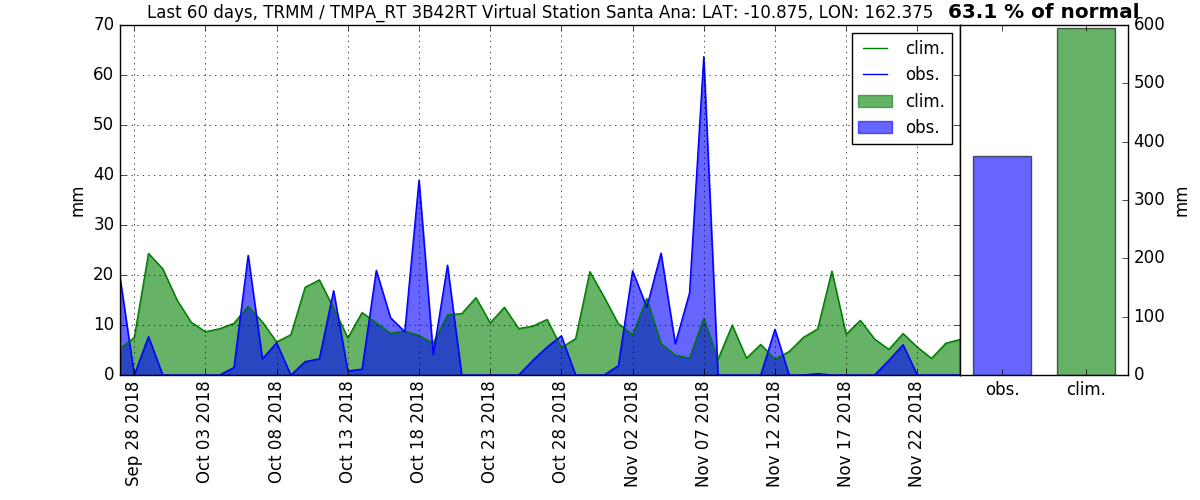 Last 60 days, TRMM / TMPA_RT 3B42RT Virtual Station Santa Ana: LAT: -10.875, LON: 162.375 63.1 % of normal
70
60
50
40
30
20
10
0
mm
clim.
obs.
clim.
obs.
Sep 28 2018
Oct 03 2018
Oct 08 2018
Oct 13 2018
Oct 18 2018
Oct 23 2018
Oct 28 2018
Nov 02 2018
Nov 07 2018
Nov 12 2018
Nov 17 2018
Nov 22 2018
600
500
400
300
200
100
0
mm
obs. clim.